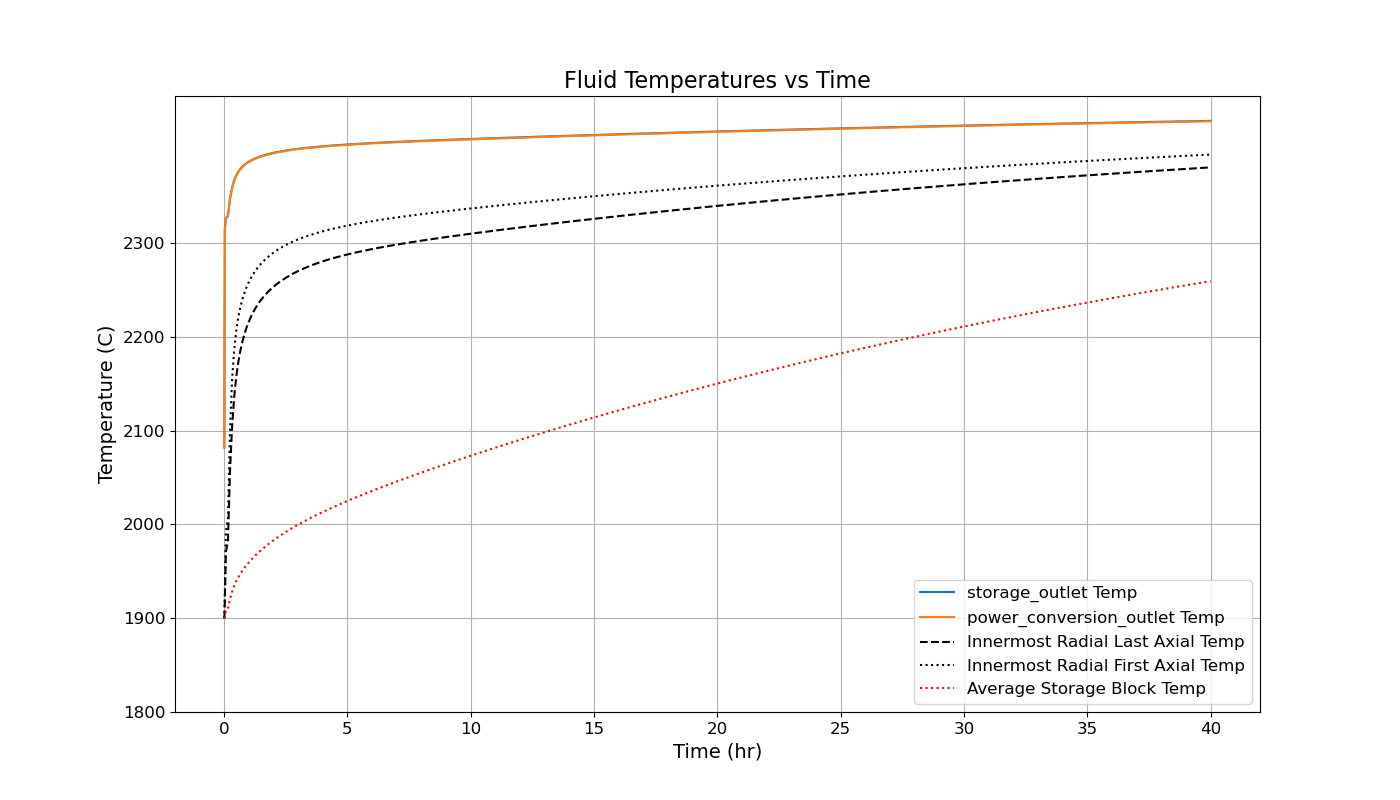 Fluid Temperatures vs Time
Temperature (C)
2300
2200
2100
2000
1900
1800
0 5 10 15 20 25 30 35 40
Time (hr)
storage_outlet Temp
power_conversion_outlet Temp
Innermost Radial Last Axial Temp
Innermost Radial First Axial Temp
Average Storage Block Temp